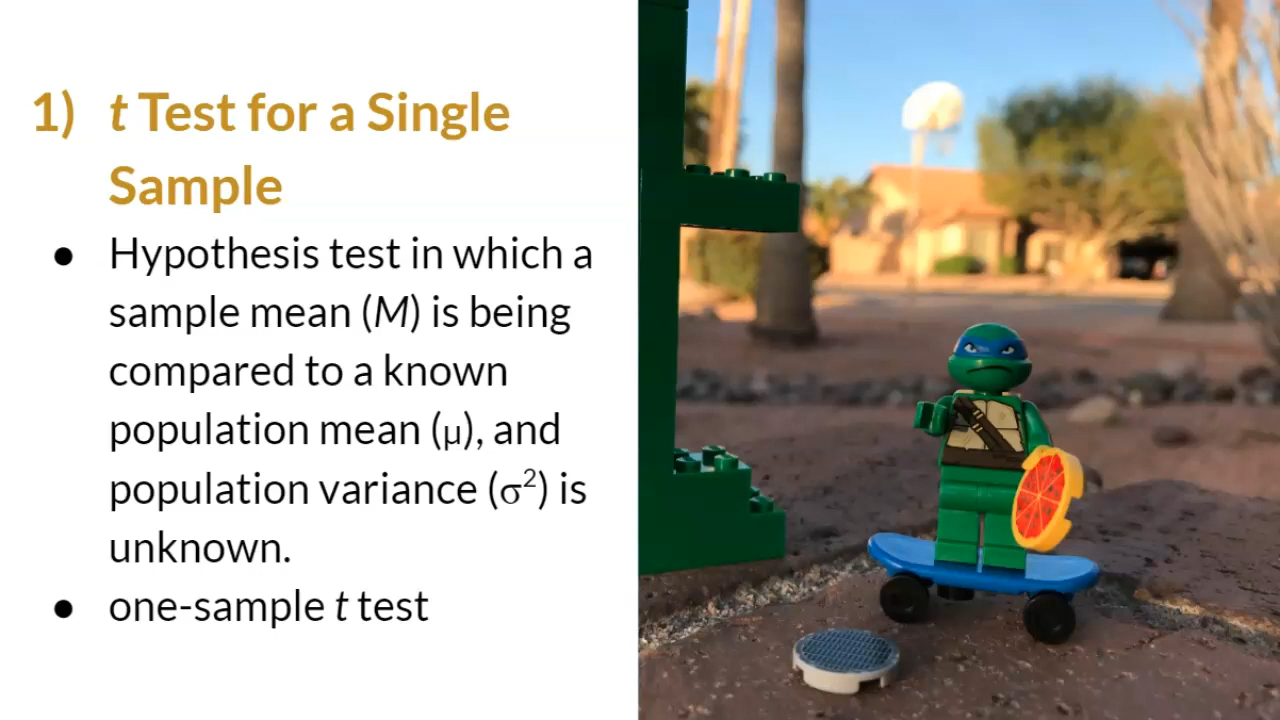 1) t Test for a Single
Sample
● Hypothesis test in which a
sample mean (M) is being
compared to a known
population mean (μ), and
population variance (σ²) is
unknown.
● one-sample t test